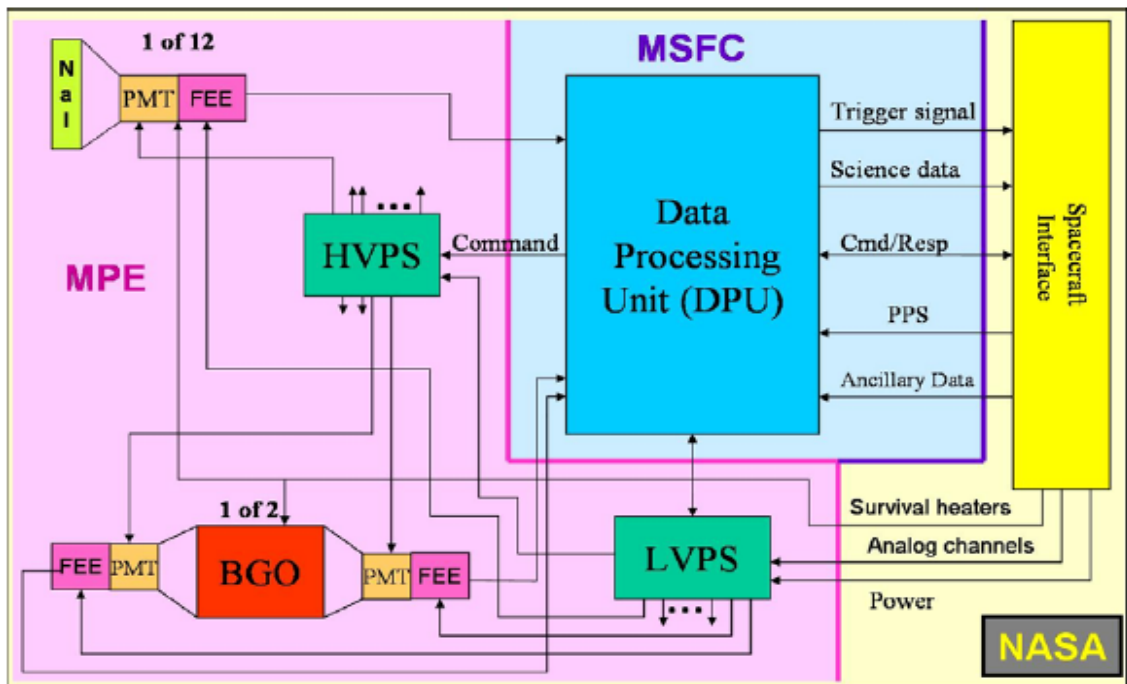 1 of 12
N
a
I
PMT
FEE
MSFC
MPE
HVPS
Command
Data
Processing
Unit (DPU)
Trigger signal
Science data
Cmd/Resp
PPS
Ancillary Data
Spacecraft
Interface
1 of 2
FEE
PMT
BGO
PMT
FEE
LVPS
Survival heaters
Analog channels
Power
NASA